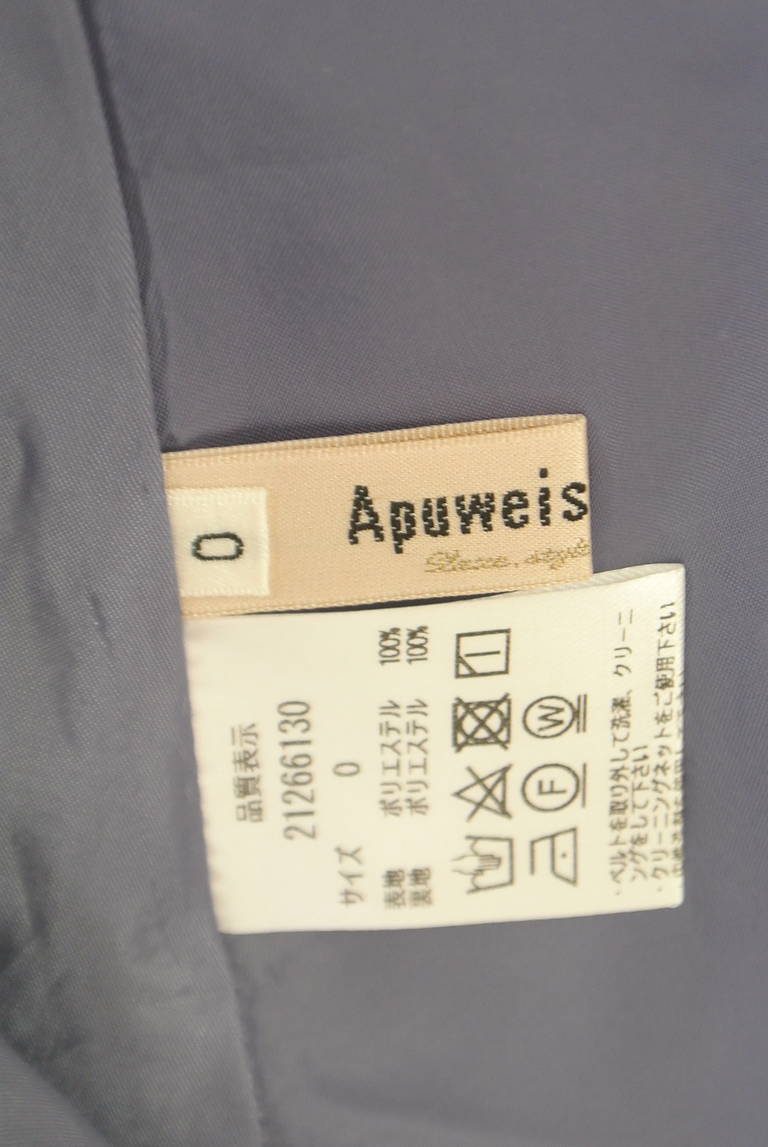 0
Apuweis
品質表示
21266130
サイズ 0
表地 ポリエステル 100%
裏地 ポリエステル 100%
F W
・ベルトを取り外して洗濯、クリーニ
ングをして下さい
・クリーニングネットをご使用下さい